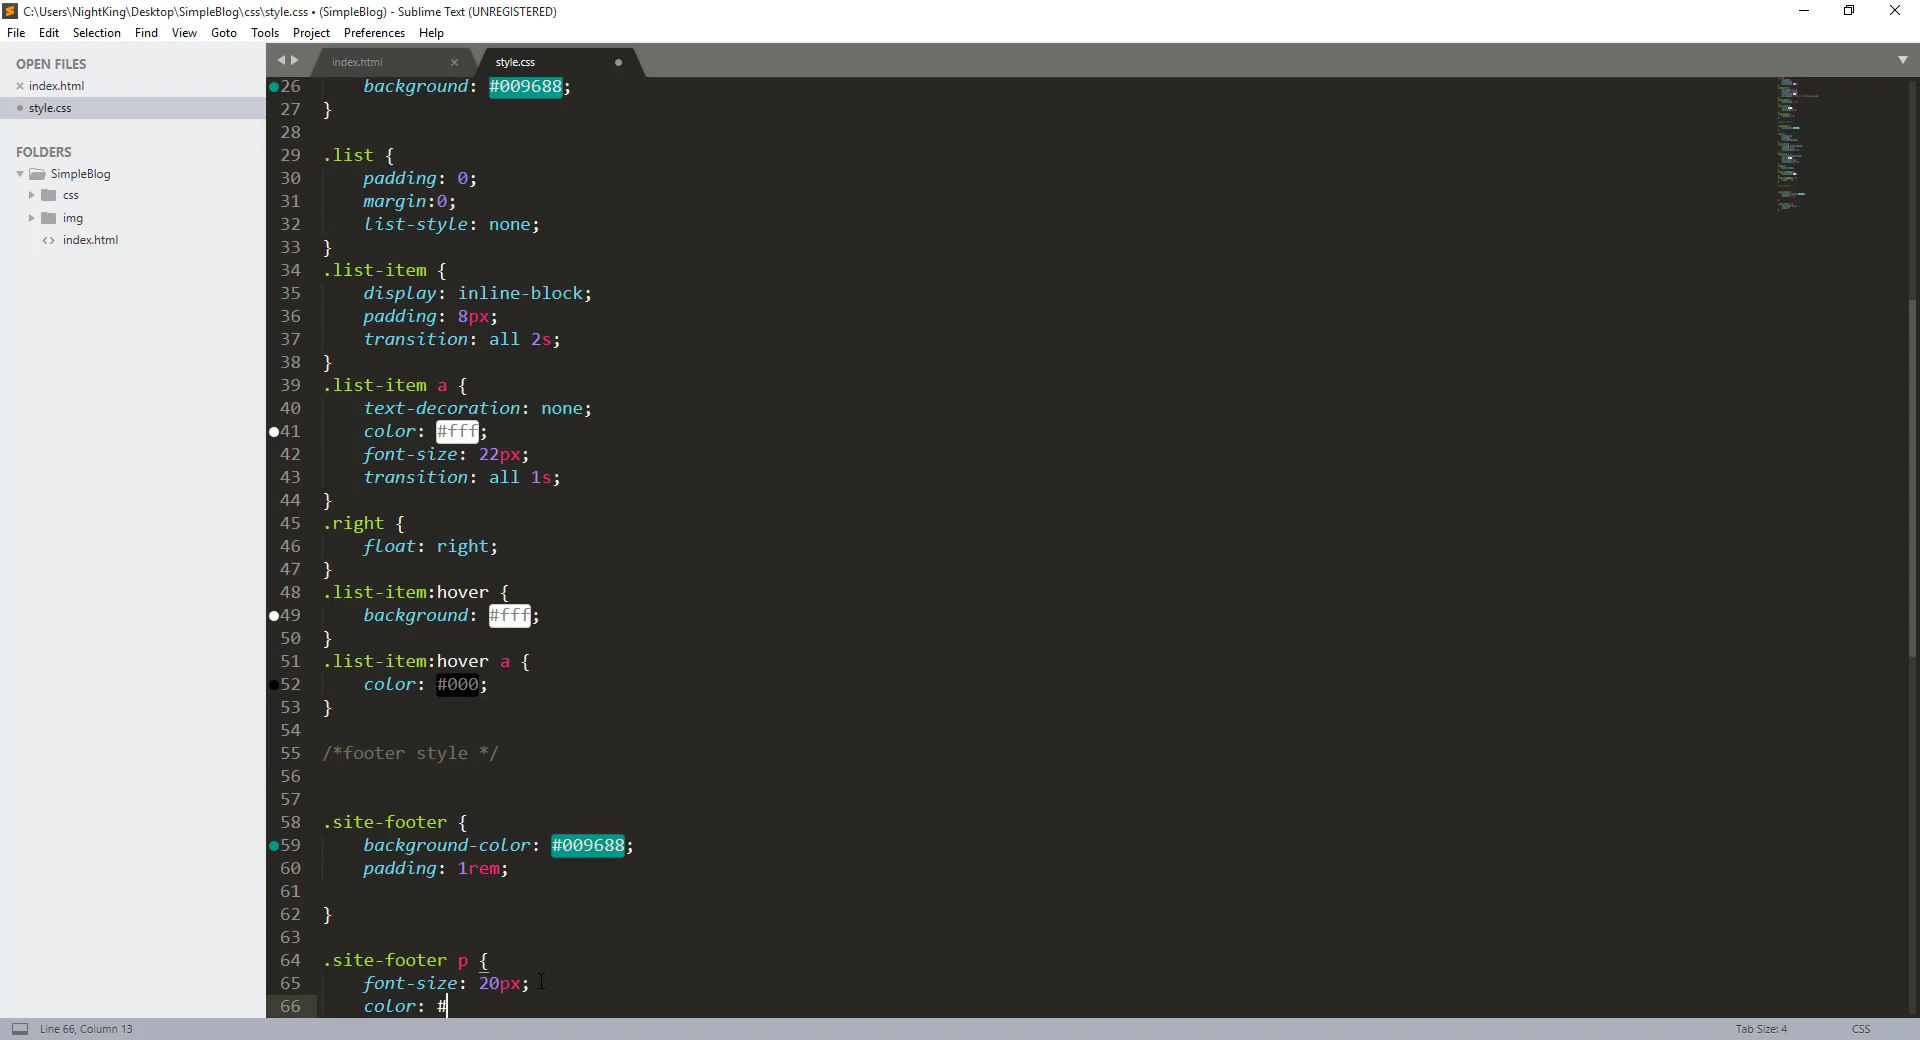 C:\Users\NightKing\Desktop\SimpleBlog\css\style.css • (SimpleBlog) - Sublime Text (UNREGISTERED)
File Edit Selection Find View Goto Tools Project Preferences Help
OPEN FILES
index.html
style.css
FOLDERS
SimpleBlog
css
img
index.html
index.html
style.css
26 background: #009688;
27 }
28
29 .list {
30 padding: 0;
31 margin:0;
32 list-style: none;
33 }
34 .list-item {
35 display: inline-block;
36 padding: 8px;
37 transition: all 2s;
38 }
39 .list-item a {
40 text-decoration: none;
41 color: #fff;
42 font-size: 22px;
43 transition: all 1s;
44 }
45 .right {
46 float: right;
47 }
48 .list-item:hover {
49 background: #fff;
50 }
51 .list-item:hover a {
52 color: #000;
53 }
54
55 /*footer style */
56
57
58 .site-footer {
59 background-color: #009688;
60 padding: 1rem;
61
62 }
63
64 .site-footer p {
65 font-size: 20px;
66 color: #
Line 66, Column 13
Tab Size: 4
CSS